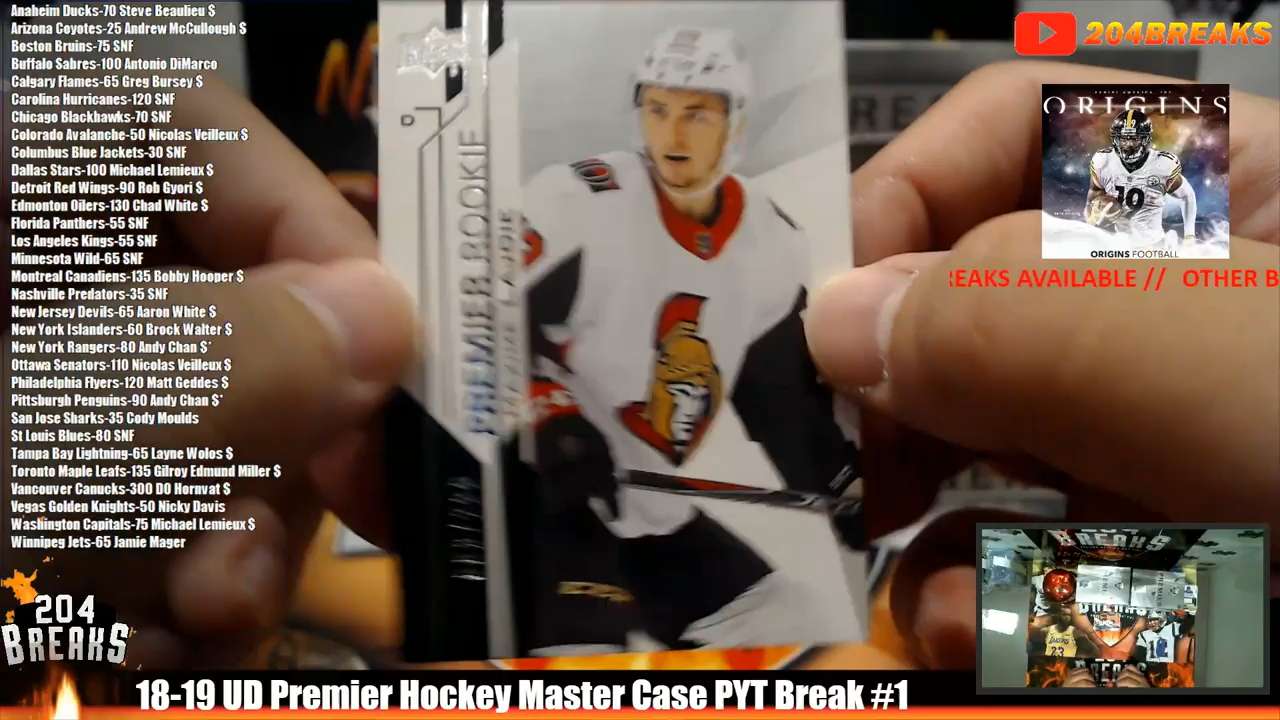 Anaheim Ducks-70 Steve Beaulieu $
Arizona Coyotes-25 Andrew McCullough $
Boston Bruins-75 SNF
Buffalo Sabres-100 Antonio DiMarco
Calgary Flames-65 Greg Bursey $
Carolina Hurricanes-120 SNF
Chicago Blackhawks-70 SNF
Colorado Avalanche-50 Nicolas Veilleux $
Columbus Blue Jackets-30 SNF
Dallas Stars-100 Michael Lemieux $
Detroit Red Wings-90 Rob Gyori $
Edmonton Oilers-130 Chad White $
Florida Panthers-55 SNF
Los Angeles Kings-55 SNF
Minnesota Wild-65 SNF
Montreal Canadiens-135 Bobby Hooper $
Nashville Predators-35 SNF
New Jersey Devils-65 Aaron White $
New York Islanders-60 Brock Walter $
New York Rangers-80 Andy Chan $*
Ottawa Senators-110 Nicolas Veilleux $
Philadelphia Flyers-120 Matt Geddes $
Pittsburgh Penguins-90 Andy Chan $*
San Jose Sharks-35 Cody Moulds
St Louis Blues-80 SNF
Tampa Bay Lightning-65 Layne Wolos $
Toronto Maple Leafs-135 Gilroy Edmund Miller $
Vancouver Canucks-300 DO Horvat $
Vegas Golden Knights-50 Nicky Davis
Washington Capitals-75 Michael Lemieux $
Winnipeg Jets-65 Jamie Mager
204 BREAKS
D
PREMIER ROOKIE
204BREAKS
ORIGINS
19
ORIGINS FOOTBALL
REAKS AVAILABLE // OTHER B
204
BREAKS
LAKERS
23
18-19 UD Premier Hockey Master Case PYT Break #1